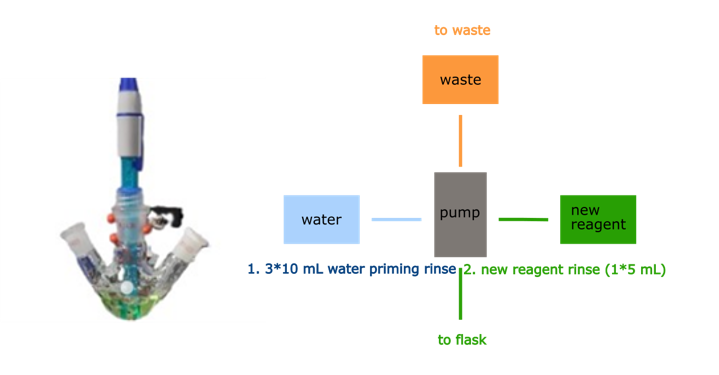 to waste
waste
water
pump
new
reagent
1. 3*10 mL water priming rinse
2. new reagent rinse (1*5 mL)
to flask